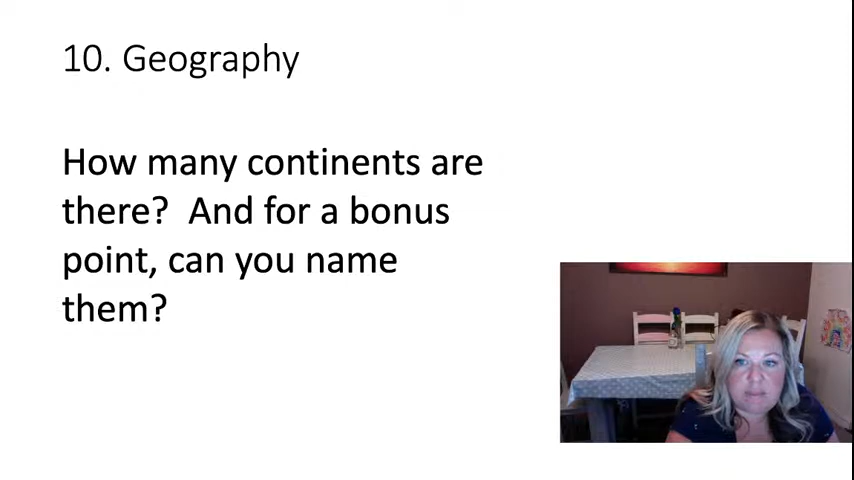 10. Geography
How many continents are
there? And for a bonus
point, can you name
them?